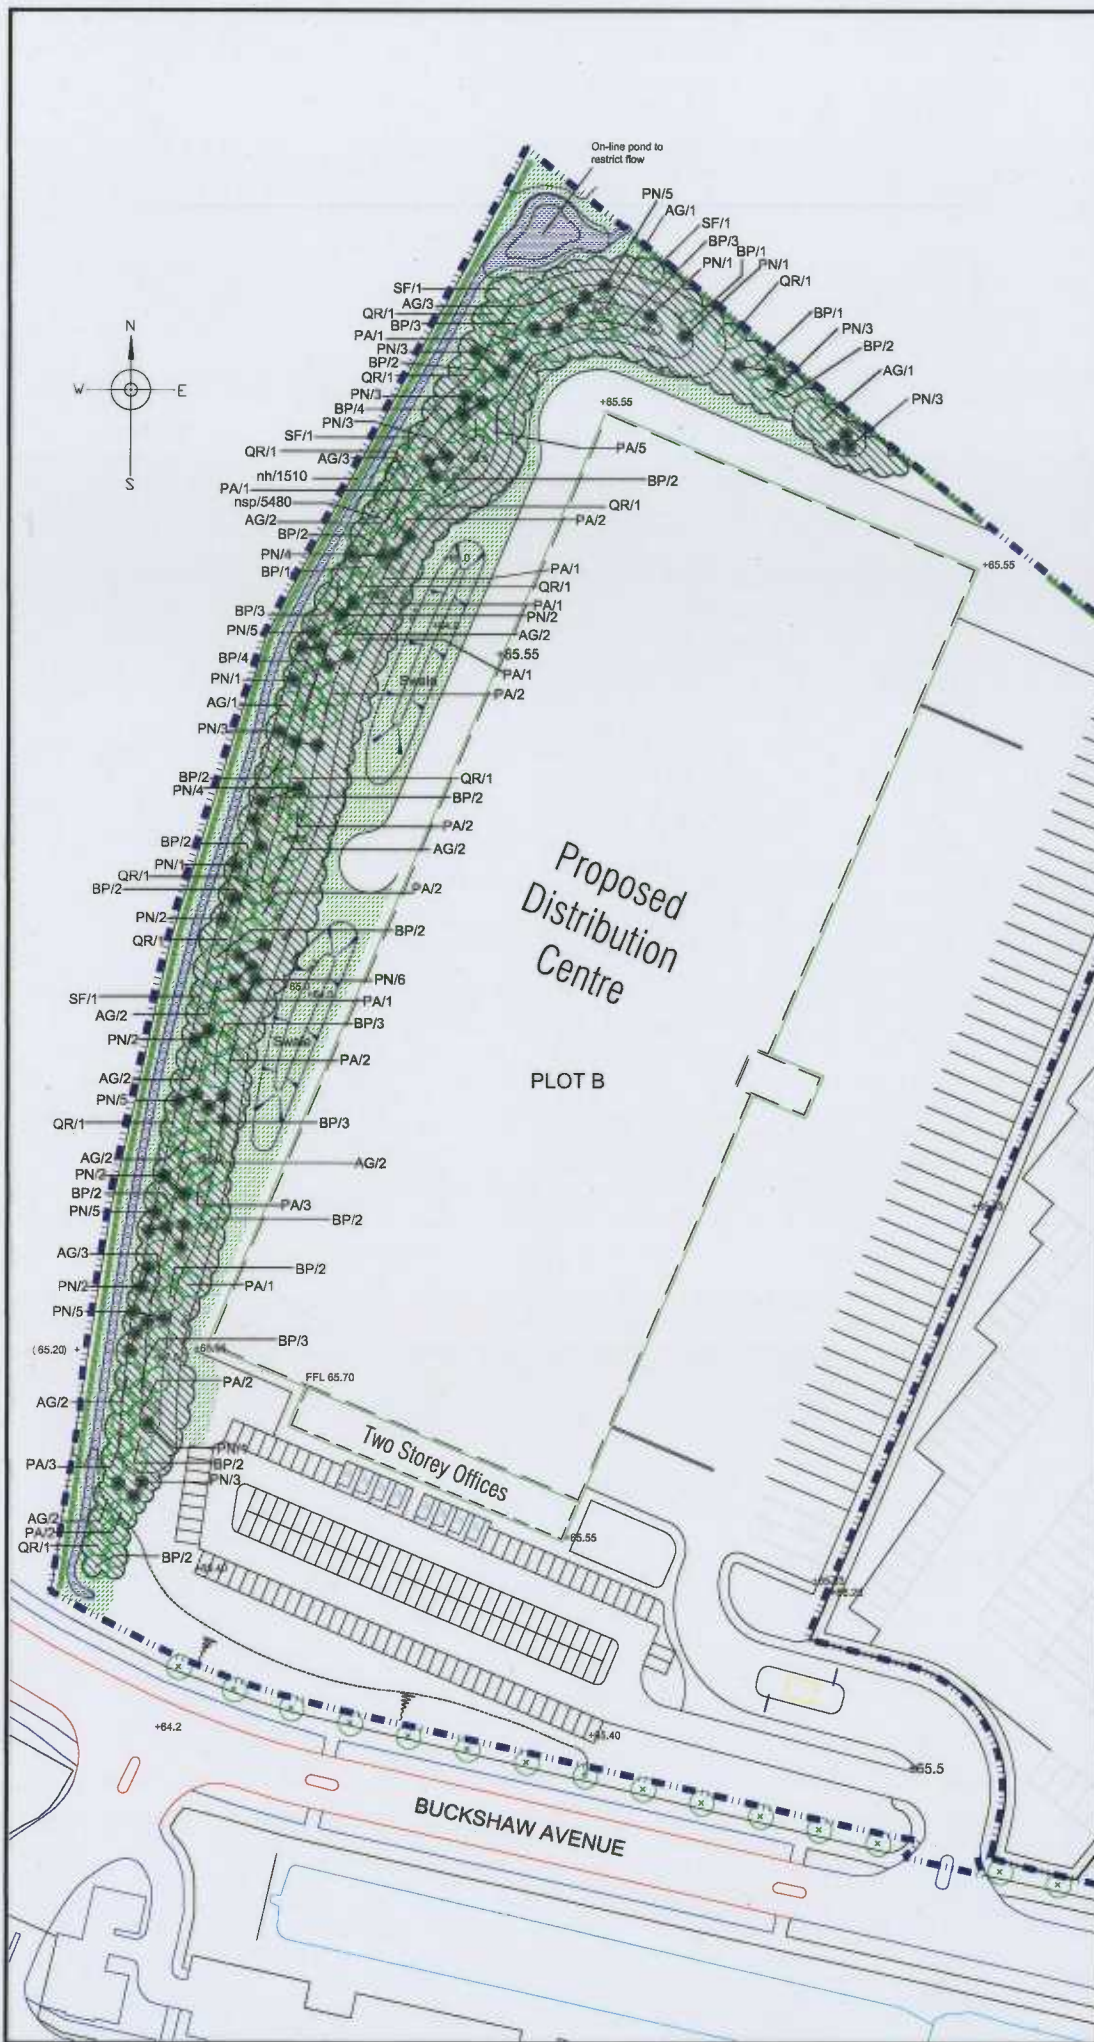 On-line pond to
restrict flow
PN/5
AG/1
SF/1
BP/3
PN/1
BP/1
PN/1
QR/1
BP/1
PN/3
BP/2
AG/1
PN/3
SF/1
AG/3
QR/1
BP/3
PA/1
PN/3
BP/2
QR/1
PN/3
BP/4
PN/3
SF/1
QR/1
AG/3
nh/1510
PA/1
nsp/5480
AG/2
BP/2
PN/4
BP/1
BP/3
PN/5
BP/4
PN/1
AG/1
PN/3
BP/2
PN/4
BP/2
PN/1
QR/1
BP/2
PN/2
QR/1
SF/1
AG/2
PN/2
AG/2
PN/5
QR/1
AG/2
PN/2
BP/2
PN/5
AG/3
PN/2
PN/5
(65.20) +
AG/2
PA/3
AG/2
PA/2
QR/1
N
W
E
S
+65.55
PA/5
BP/2
QR/1
PA/2
+65.55
PA/1
QR/1
PA/1
PN/2
AG/2
+65.55
PA/1
Swale
PA/2
QR/1
BP/2
PA/2
AG/2
A/2
BP/2
PN/6
PA/1
BP/3
Swale
PA/2
BP/3
AG/2
PA/3
BP/2
BP/2
PA/1
BP/3
PA/2
BP/2
PN/3
BP/2
Proposed
Distribution
Centre
PLOT B
FFL 65.70
Two Storey Offices
+65.55
+65.40
+65.40
+65.5
+64.2
BUCKSHAW AVENUE